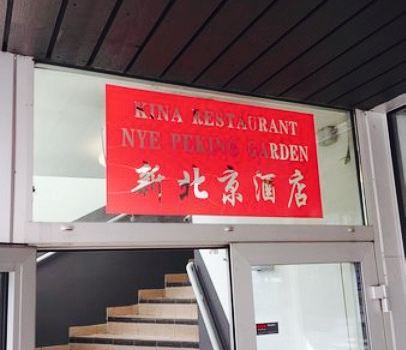 KINA RESTAURANT
NYE PEKING GARDEN
新北京酒店